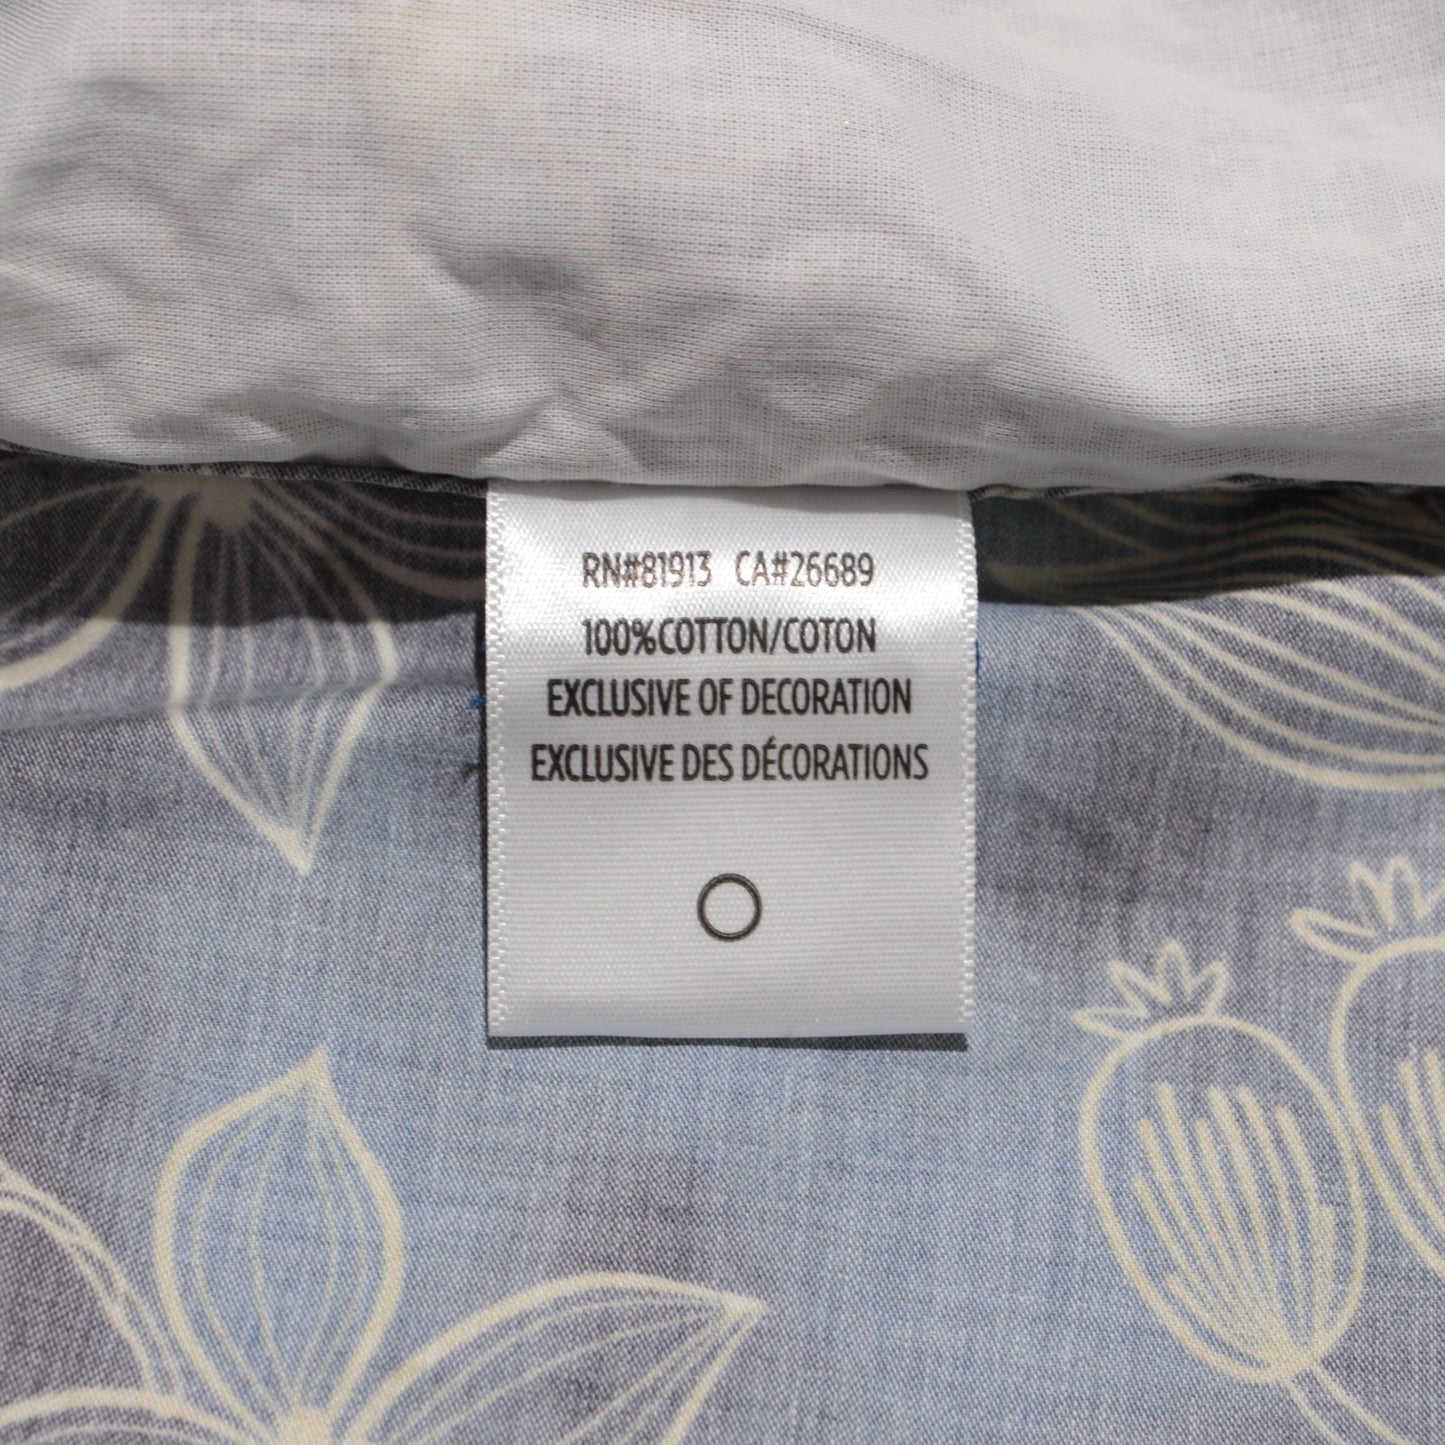 RN#81913 CA#26689
100%COTTON/COTON
EXCLUSIVE OF DECORATION
EXCLUSIVE DES DÉCORATIONS